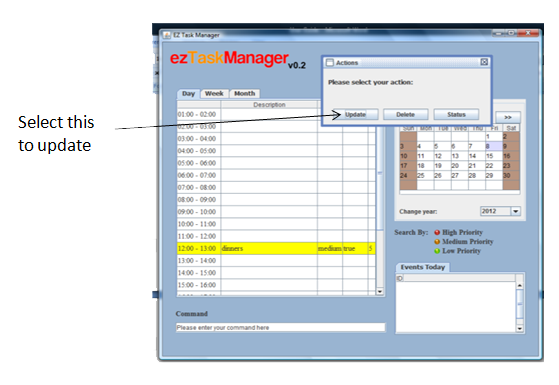 EZ Task Manager
ezTaskManager v0.2
Actions
Please select your action:
Update Delete Status
Select this
to update
Day Week Month
Description
01:00 - 02:00
02:00 - 03:00
03:00 - 04:00
04:00 - 05:00
05:00 - 06:00
06:00 - 07:00
07:00 - 08:00
08:00 - 09:00
09:00 - 10:00
10:00 - 11:00
11:00 - 12:00
12:00 - 13:00 dinners medium true 5
13:00 - 14:00
14:00 - 15:00
15:00 - 16:00
>>
Sun Mon Tue Wed Thu Fri Sat
1 2
3 4 5 6 7 8 9
10 11 12 13 14 15 16
17 18 19 20 21 22 23
24 25 26 27 28 29 30
Change year: 2012
Search By: High Priority
Medium Priority
Low Priority
Events Today
ID
Command
Please enter your command here